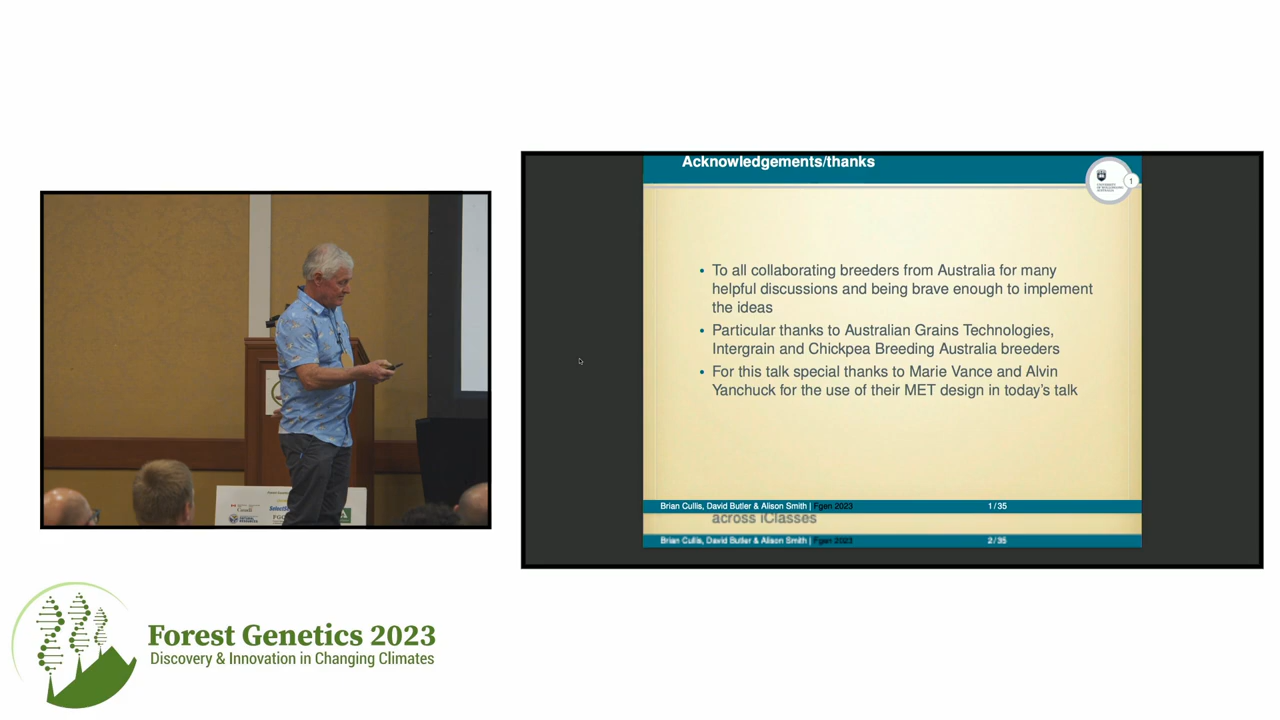 Acknowledgements/thanks
1
• To all collaborating breeders from Australia for many
helpful discussions and being brave enough to implement
the ideas
• Particular thanks to Australian Grains Technologies,
Intergrain and Chickpea Breeding Australia breeders
• For this talk special thanks to Marie Vance and Alvin
Yanchuck for the use of their MET design in today's talk
Brian Cullis, David Butler & Alison Smith | Fgen 2023 1/35
across iClasses
Brian Cullis, David Butler & Alison Smith | Fgen 2023 2/35
Forest Genetics 2023
Discovery & Innovation in Changing Climates